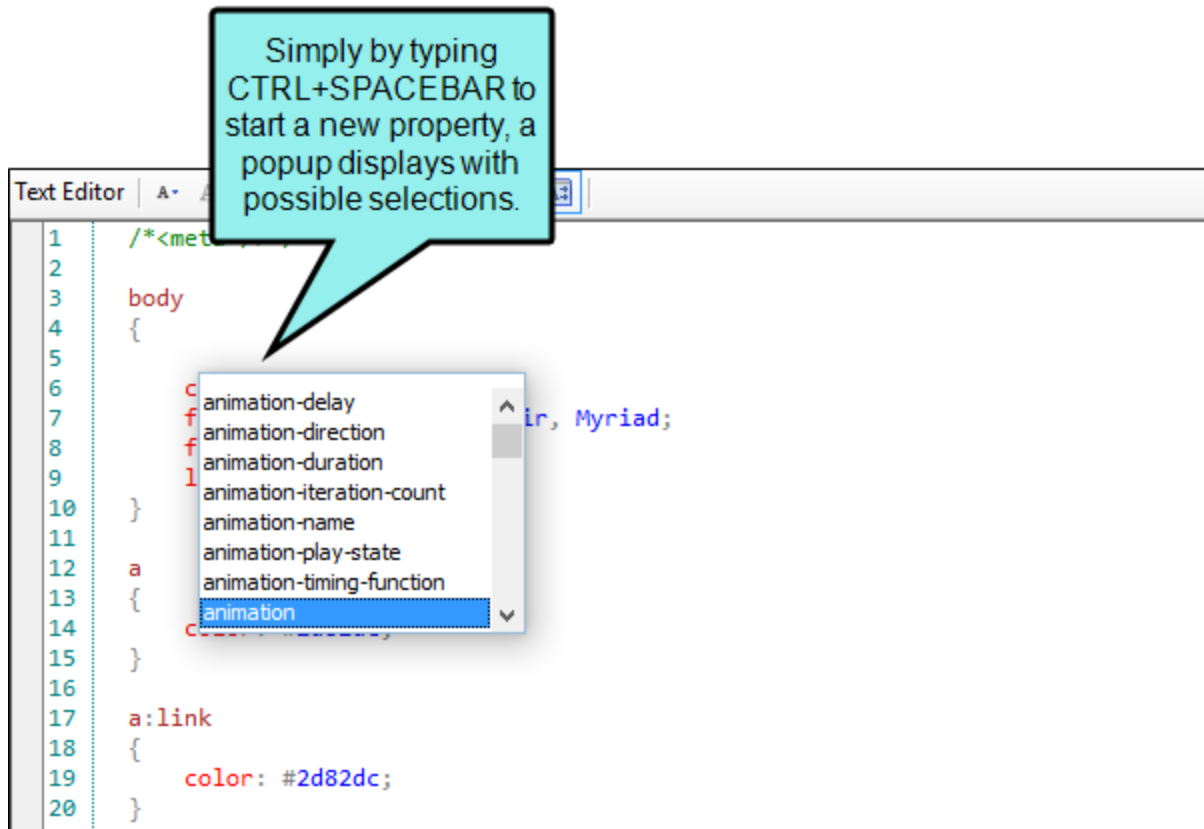 Simply by typing
CTRL+SPACEBAR to
start a new property, a
popup displays with
possible selections.
Text Editor
1 /*<meta
2
3 body
4 {
5
6 c
7 f ir, Myriad;
8 f
9 l
animation-delay
animation-direction
animation-duration
animation-iteration-count
animation-name
animation-play-state
animation-timing-function
animation
10 }
11
12 a
13 {
14
15 }
16
17 a:link
18 {
19 color: #2d82dc;
20 }